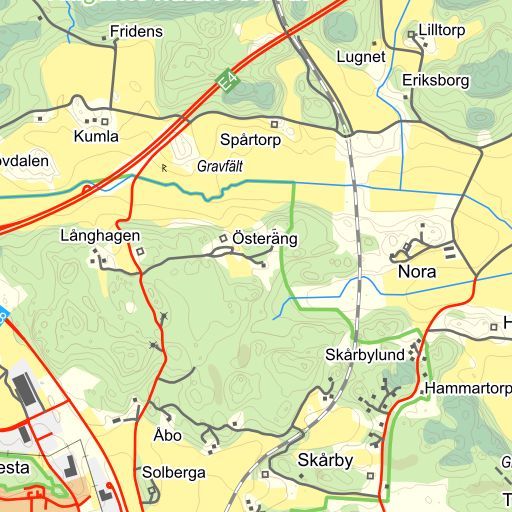 Fridens
Lilltorp
Lugnet
E4
Eriksborg
Kumla
Spårtorp
ovdalen
Gravfält
R
Långhagen
Österäng
Nora
H
Skårbylund
Hammartorp
Åbo
Skårby
Solberga
esta
G
T